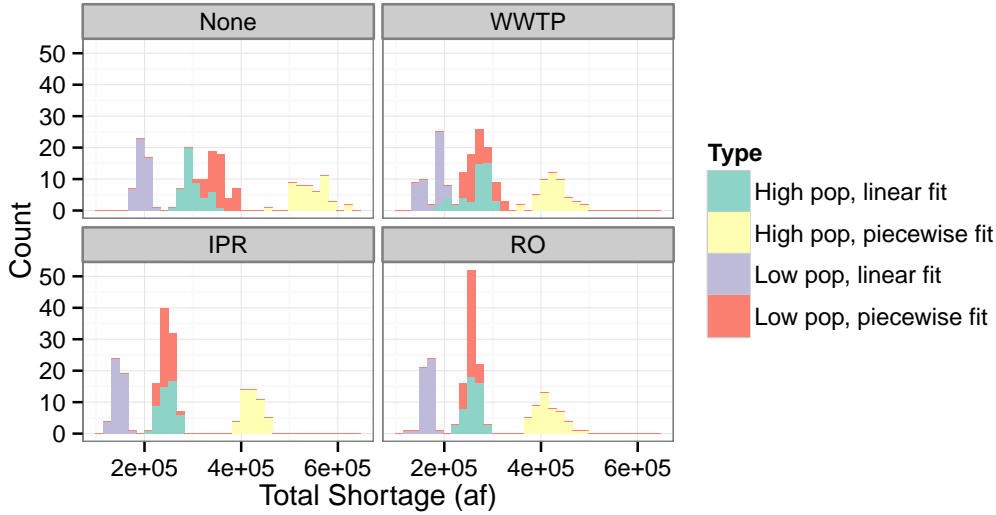 None
WWTP
50
40
30
20
10
0
Count
IPR
RO
50
40
30
20
10
0
2e+05 4e+05 6e+05 2e+05 4e+05 6e+05
Total Shortage (af)
Type
High pop, linear fit
High pop, piecewise fit
Low pop, linear fit
Low pop, piecewise fit